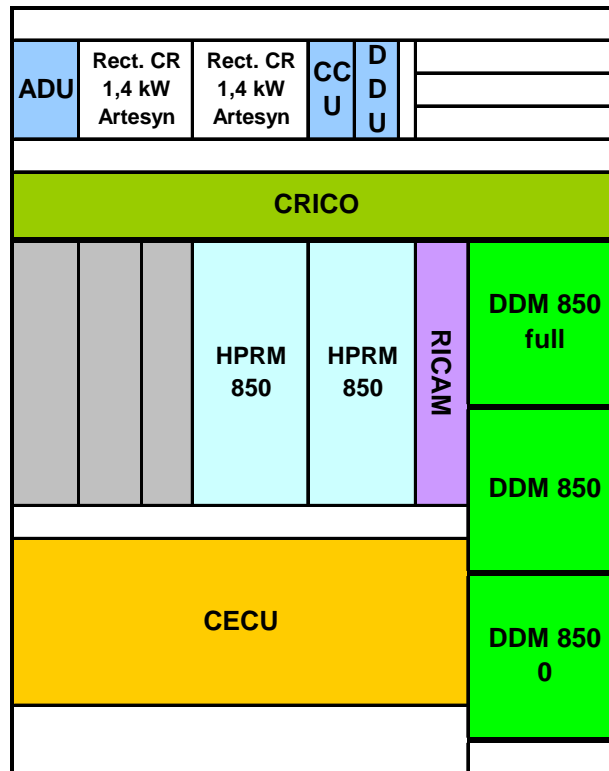 ADU
Rect. CR
1,4 kW
Artesyn
Rect. CR
1,4 kW
Artesyn
CC
U
D
D
U
CRICO
HPRM
850
HPRM
850
RICAM
DDM 850
full
DDM 850
CECU
DDM 850
0